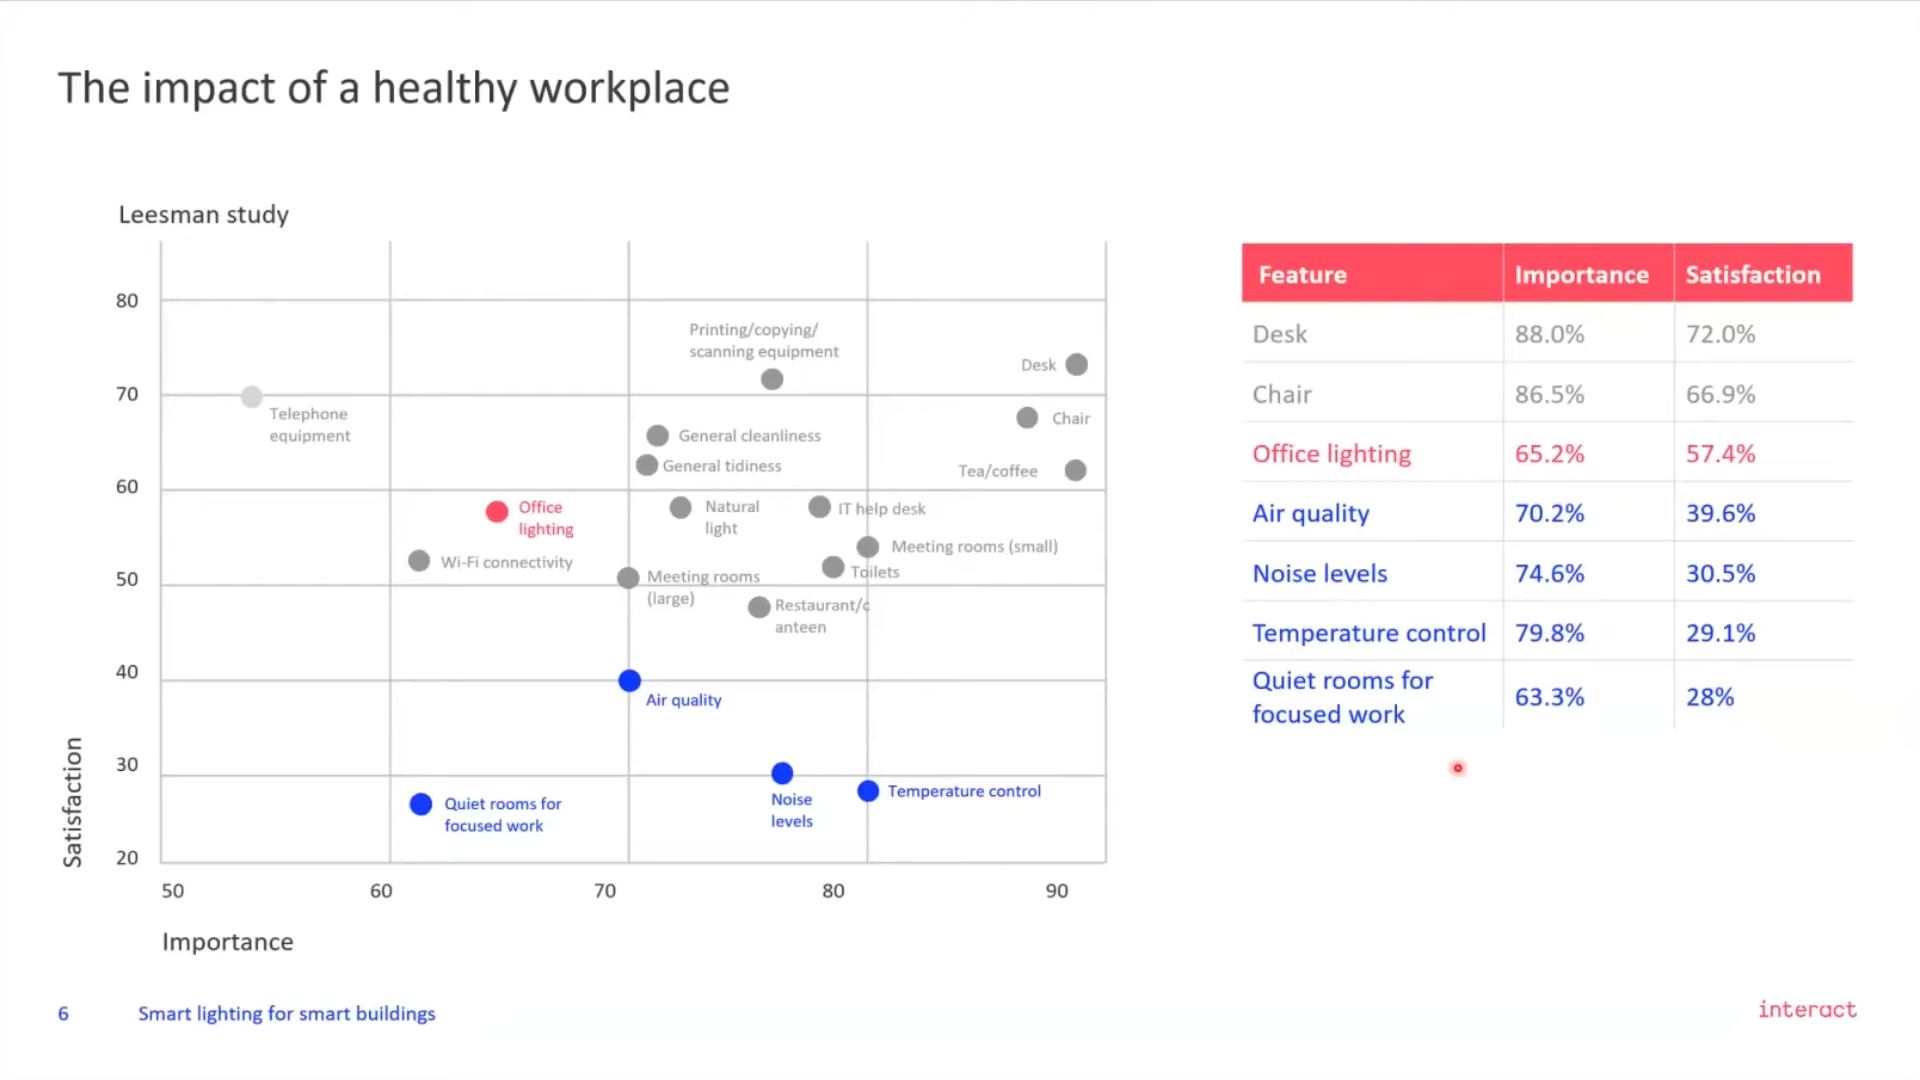 The impact of a healthy workplace
Leesman study
80
70
60
50
40
30
20
Satisfaction
50
60
70
80
90
Importance
Printing/copying/
scanning equipment
Desk
Telephone
equipment
Chair
General cleanliness
General tidiness
Tea/coffee
Office
lighting
Natural
light
IT help desk
Wi-Fi connectivity
Meeting rooms (small)
Toilets
Meeting rooms
(large)
Restaurant/c
anteen
Air quality
Quiet rooms for
focused work
Noise
levels
Temperature control
Feature Importance Satisfaction
Desk 88.0% 72.0%
Chair 86.5% 66.9%
Office lighting 65.2% 57.4%
Air quality 70.2% 39.6%
Noise levels 74.6% 30.5%
Temperature control 79.8% 29.1%
Quiet rooms for
focused work 63.3% 28%
6 Smart lighting for smart buildings
interact